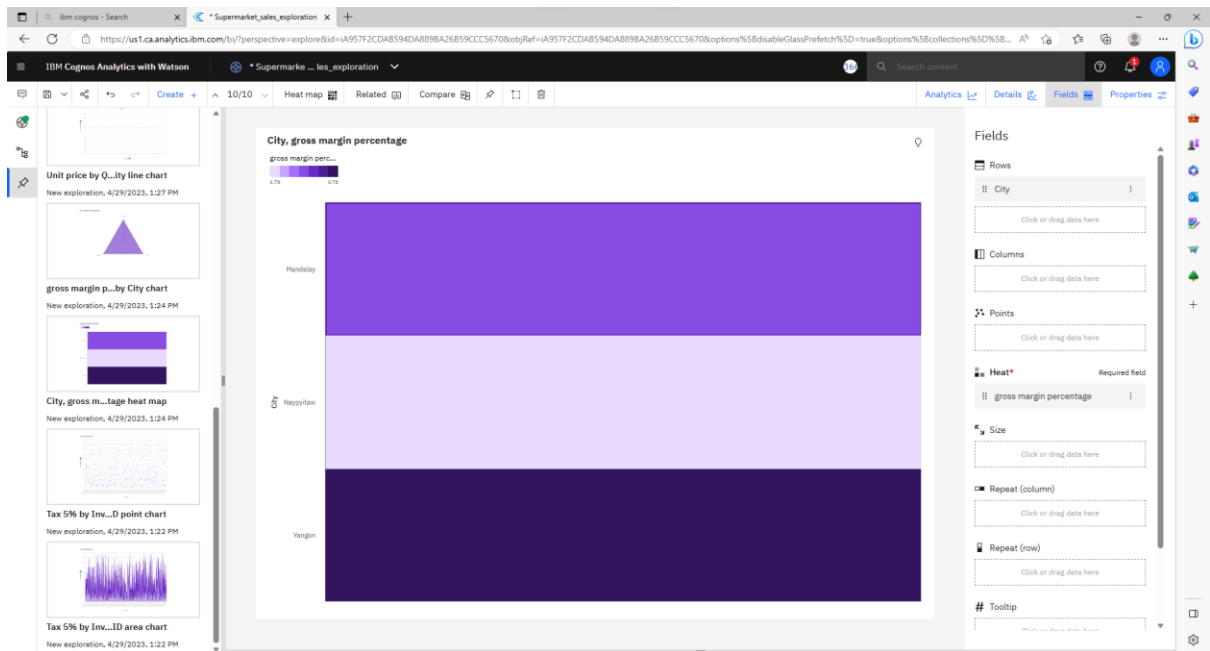 ibm cognos - Search
* Supermarket_sales_exploration
https://us1.ca.analytics.ibm.com/bi/?perspective=explore&id=iA957F2CDAB594DA889BA26B59CCC5670&objRef=iA957F2CDAB594DA889BA26B59CCC5670&options%5BdisableGlassPrefetch%5D=true&options%5Bcollections%5D%5B...
IBM Cognos Analytics with Watson
* Supermarke ... les_exploration
Search content
Create +
10/10
Heat map
Related
Compare
Analytics
Details
Fields
Properties
Unit price by Q...ity line chart
New exploration, 4/29/2023, 1:27 PM
gross margin p...by City chart
New exploration, 4/29/2023, 1:24 PM
City, gross m...tage heat map
New exploration, 4/29/2023, 1:24 PM
Tax 5% by Inv...D point chart
New exploration, 4/29/2023, 1:22 PM
Tax 5% by Inv...ID area chart
New exploration, 4/29/2023, 1:22 PM
City, gross margin percentage
gross margin perc...
4.76 4.76
City
Mandalay
Naypyitaw
Yangon
Fields
Rows
City
Click or drag data here
Columns
Click or drag data here
Points
Click or drag data here
Heat* Required field
gross margin percentage
Size
Click or drag data here
Repeat (column)
Click or drag data here
Repeat (row)
Click or drag data here
# Tooltip